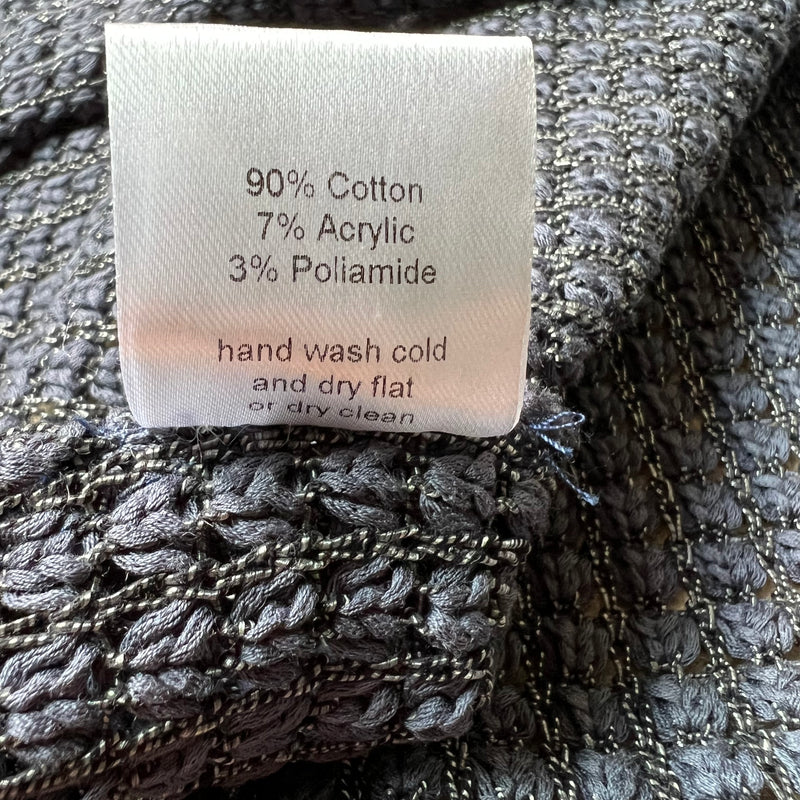 90% Cotton
7% Acrylic
3% Poliamide
hand wash cold
and dry flat
or dry clean